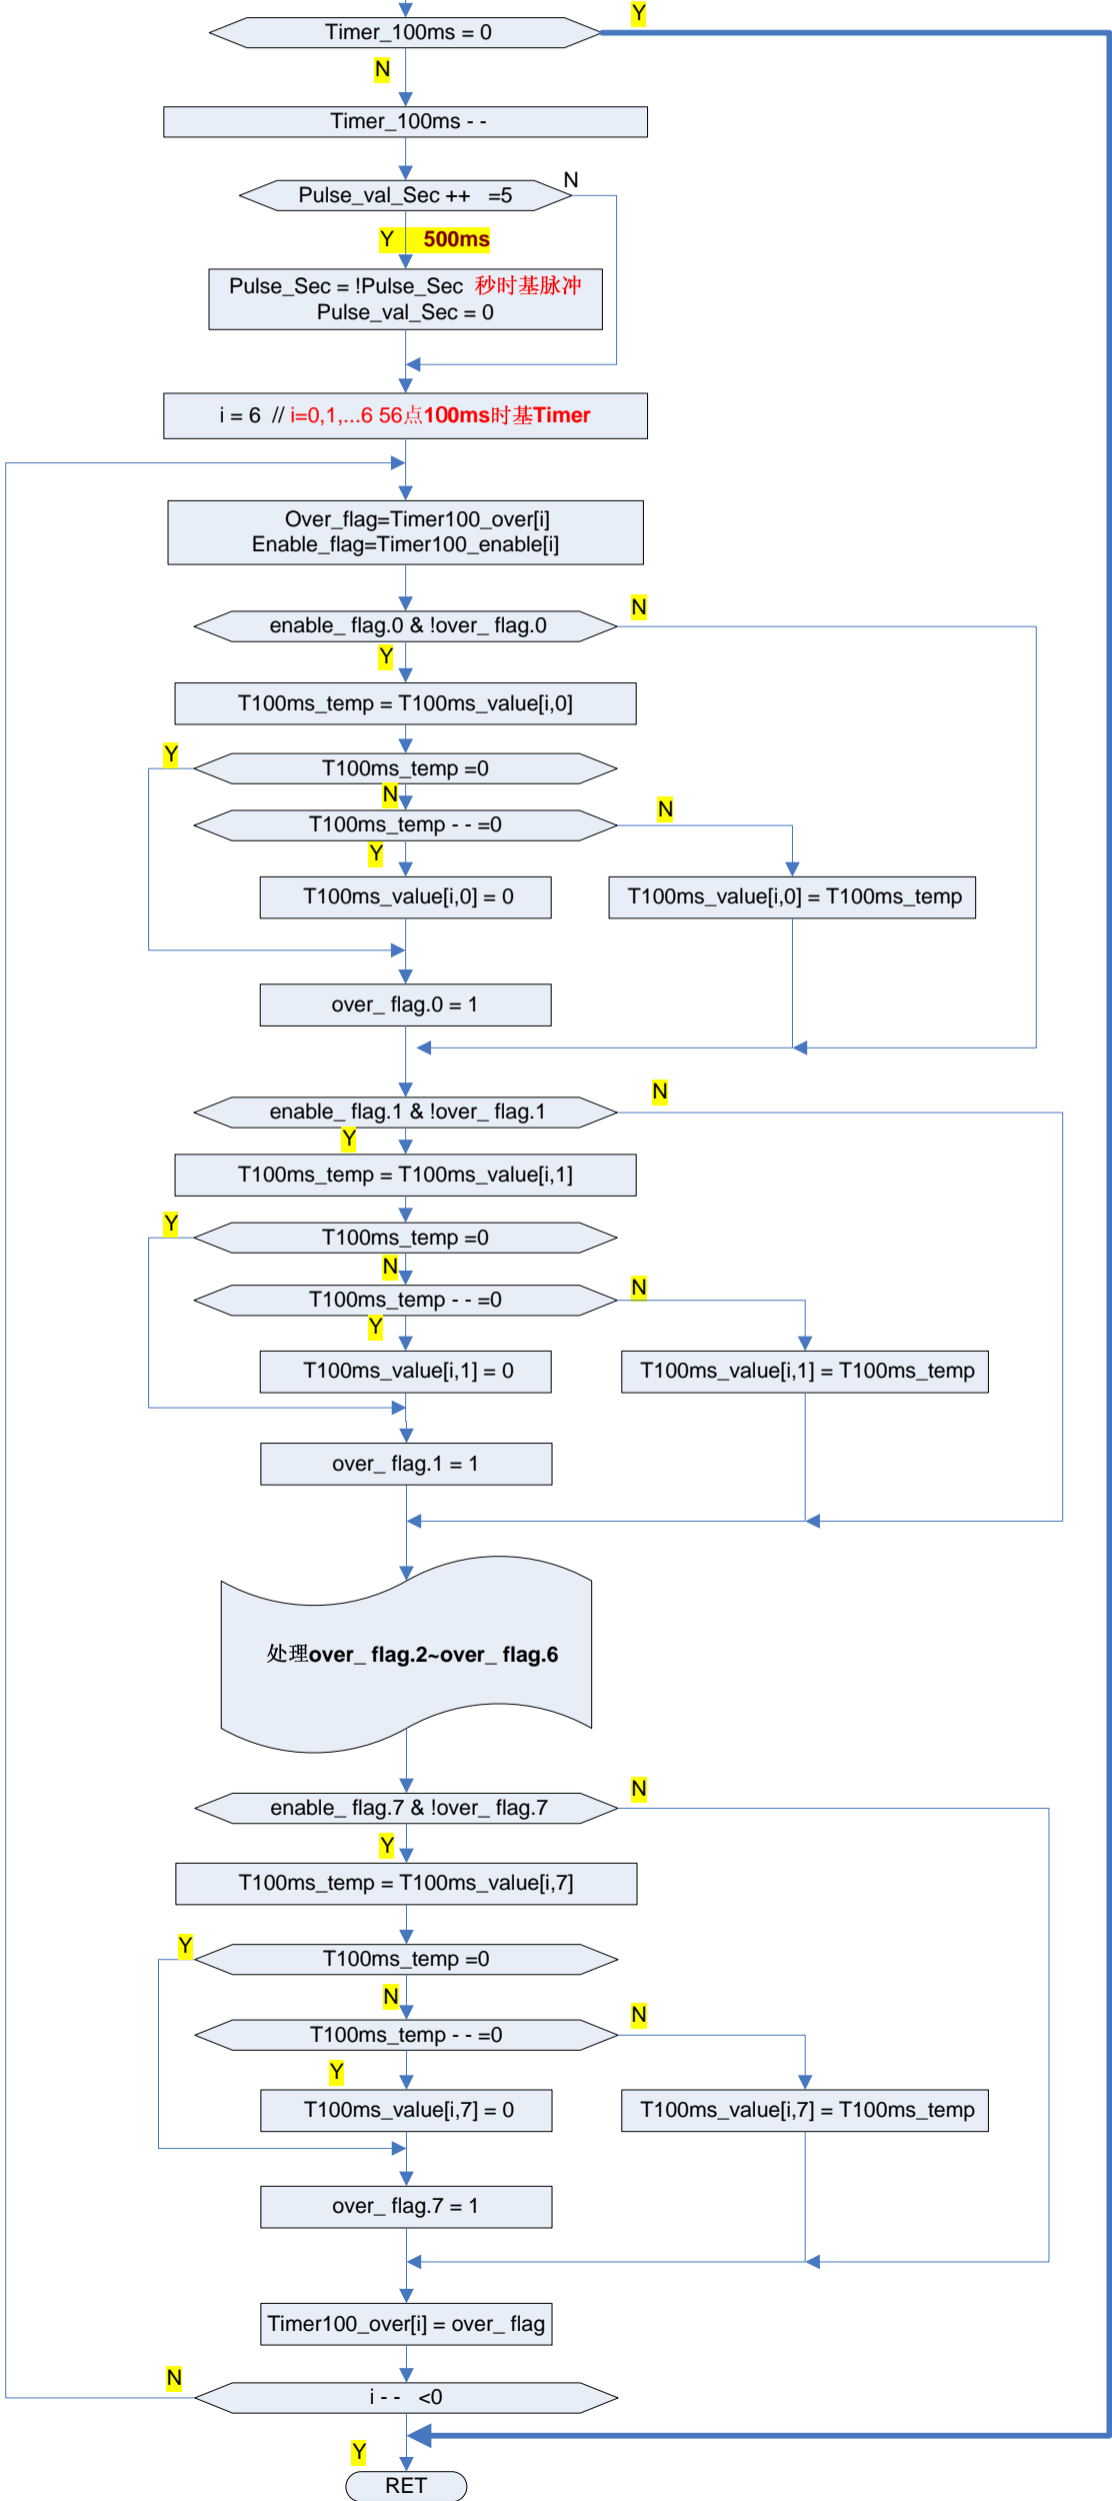 Y
Timer_100ms = 0
N
Timer_100ms - -
N
Pulse_val_Sec ++ =5
Y 500ms
Pulse_Sec = !Pulse_Sec 秒时基脉冲
Pulse_val_Sec = 0
i = 6 // i=0,1,...6 56点100ms时基Timer
Over_flag=Timer100_over[i]
Enable_flag=Timer100_enable[i]
N
enable_ flag.0 & !over_ flag.0
Y
T100ms_temp = T100ms_value[i,0]
Y
T100ms_temp =0
N
N
T100ms_temp - - =0
Y
T100ms_value[i,0] = 0
T100ms_value[i,0] = T100ms_temp
over_ flag.0 = 1
N
enable_ flag.1 & !over_ flag.1
Y
T100ms_temp = T100ms_value[i,1]
Y
T100ms_temp =0
N
N
T100ms_temp - - =0
Y
T100ms_value[i,1] = 0
T100ms_value[i,1] = T100ms_temp
over_ flag.1 = 1
处理over_ flag.2~over_ flag.6
N
enable_ flag.7 & !over_ flag.7
Y
T100ms_temp = T100ms_value[i,7]
Y
T100ms_temp =0
N
N
T100ms_temp - - =0
Y
T100ms_value[i,7] = 0
T100ms_value[i,7] = T100ms_temp
over_ flag.7 = 1
Timer100_over[i] = over_ flag
N
i - - <0
Y
RET